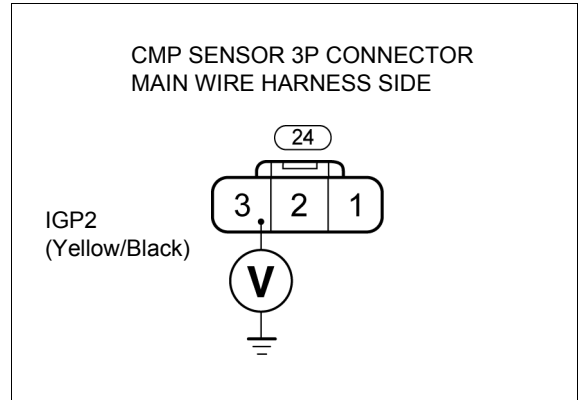 CMP SENSOR 3P CONNECTOR
MAIN WIRE HARNESS SIDE
24
3 2 1
IGP2
(Yellow/Black)
V